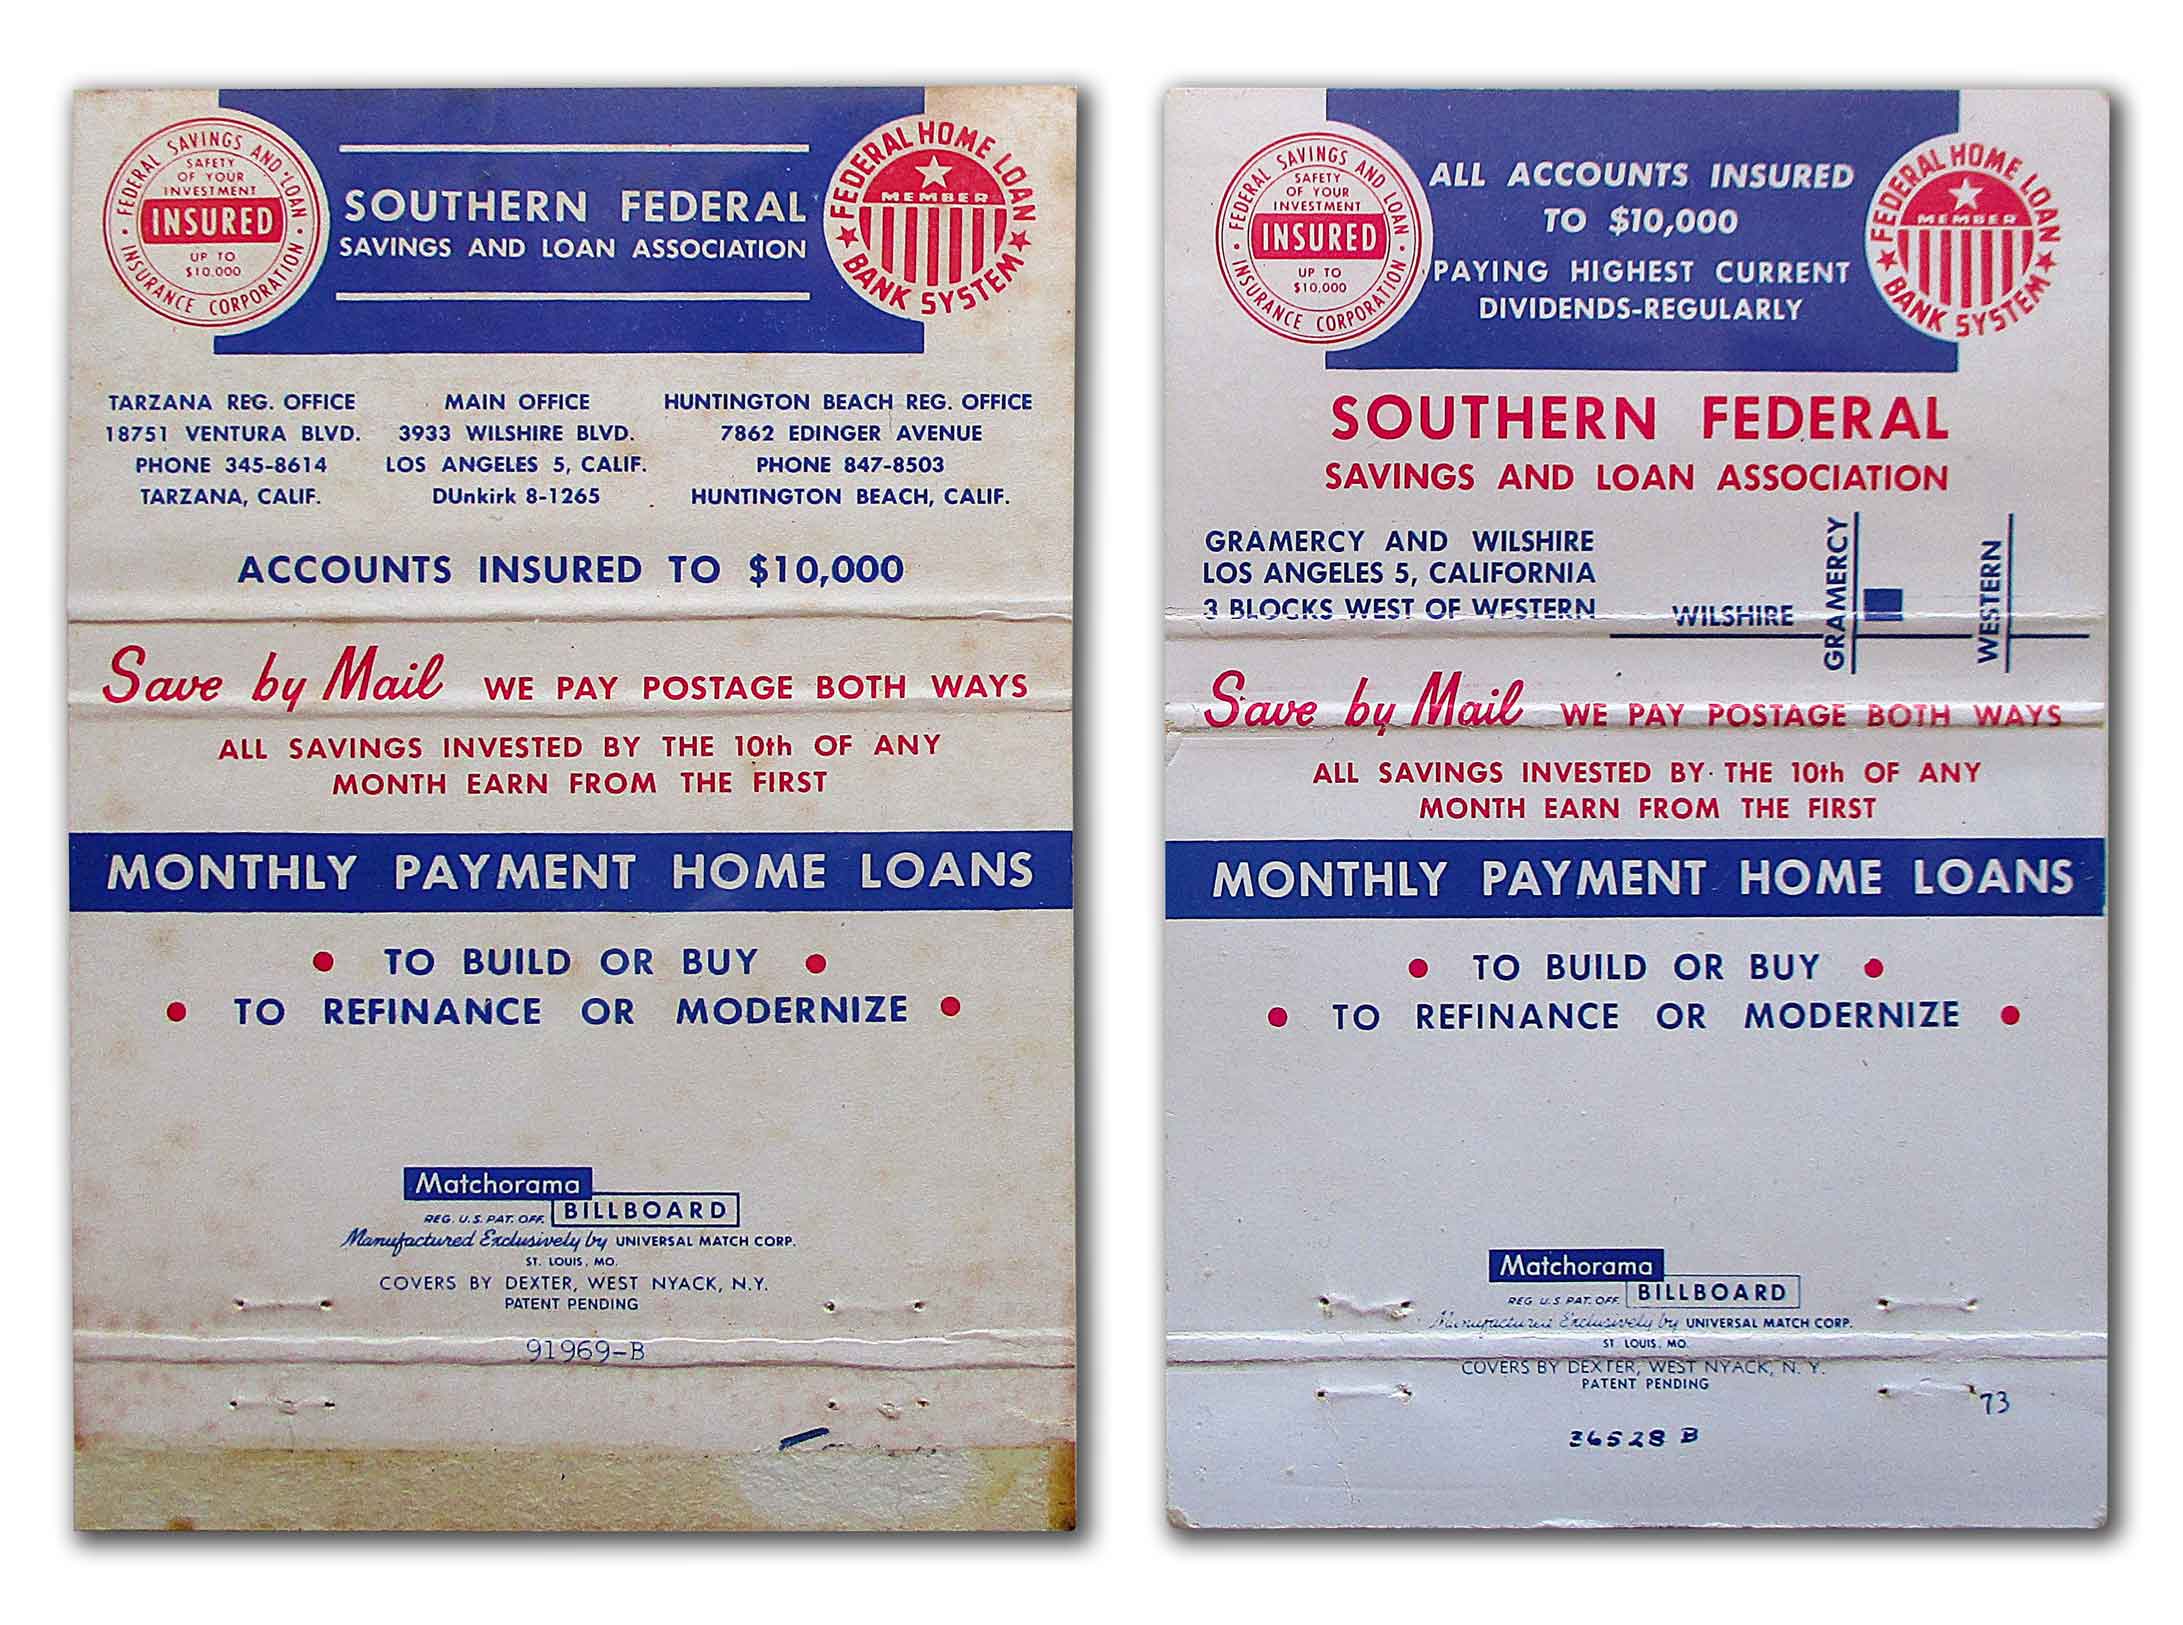 FEDERAL SAVINGS AND LOAN INSURANCE CORPORATION
SAFETY
OF YOUR
INVESTMENT
INSURED
UP TO
$10,000
SOUTHERN FEDERAL
SAVINGS AND LOAN ASSOCIATION
FEDERAL HOME LOAN BANK SYSTEM
MEMBER
TARZANA REG. OFFICE
18751 VENTURA BLVD.
PHONE 345-8614
TARZANA, CALIF.
MAIN OFFICE
3933 WILSHIRE BLVD.
LOS ANGELES 5, CALIF.
DUnkirk 8-1265
HUNTINGTON BEACH REG. OFFICE
7862 EDINGER AVENUE
PHONE 847-8503
HUNTINGTON BEACH, CALIF.
ACCOUNTS INSURED TO $10,000
Save by Mail WE PAY POSTAGE BOTH WAYS
ALL SAVINGS INVESTED BY THE 10th OF ANY
MONTH EARN FROM THE FIRST
MONTHLY PAYMENT HOME LOANS
• TO BUILD OR BUY •
• TO REFINANCE OR MODERNIZE •
Matchorama
REG. U.S. PAT. OFF. BILLBOARD
Manufactured Exclusively by UNIVERSAL MATCH CORP.
ST. LOUIS, MO.
COVERS BY DEXTER, WEST NYACK, N.Y.
PATENT PENDING
91969-B
FEDERAL SAVINGS AND LOAN INSURANCE CORPORATION
SAFETY
OF YOUR
INVESTMENT
INSURED
UP TO
$10,000
ALL ACCOUNTS INSURED
TO $10,000
PAYING HIGHEST CURRENT
DIVIDENDS-REGULARLY
FEDERAL HOME LOAN BANK SYSTEM
MEMBER
SOUTHERN FEDERAL
SAVINGS AND LOAN ASSOCIATION
GRAMERCY AND WILSHIRE
LOS ANGELES 5, CALIFORNIA
3 BLOCKS WEST OF WESTERN
WILSHIRE
GRAMERCY
WESTERN
Save by Mail WE PAY POSTAGE BOTH WAYS
ALL SAVINGS INVESTED BY THE 10th OF ANY
MONTH EARN FROM THE FIRST
MONTHLY PAYMENT HOME LOANS
• TO BUILD OR BUY •
• TO REFINANCE OR MODERNIZE •
Matchorama
REG. U.S. PAT. OFF. BILLBOARD
Manufactured Exclusively by UNIVERSAL MATCH CORP.
ST. LOUIS, MO.
COVERS BY DEXTER, WEST NYACK, N. Y.
PATENT PENDING
73
36528 B